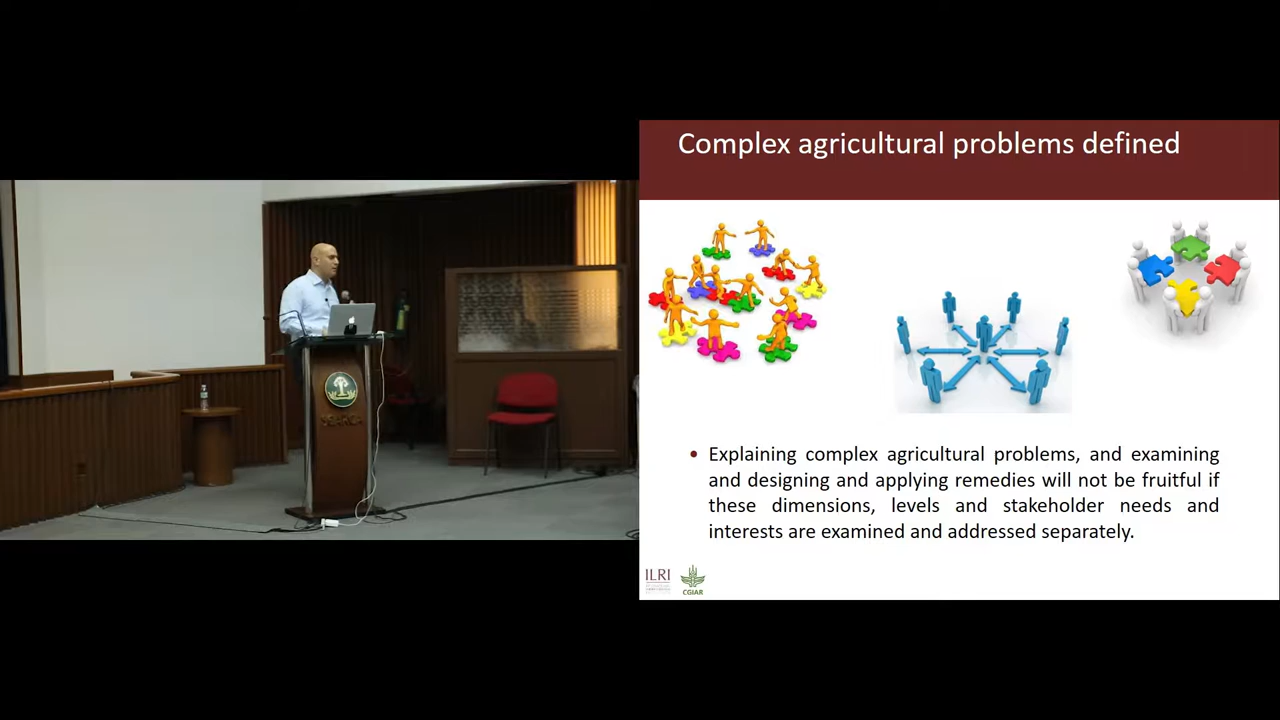 Complex agricultural problems defined
• Explaining complex agricultural problems, and examining
and designing and applying remedies will not be fruitful if
these dimensions, levels and stakeholder needs and
interests are examined and addressed separately.
ILRI
CGIAR
SEARCA